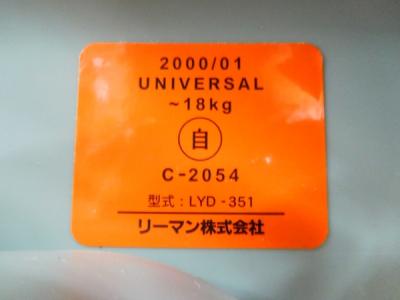 2000/01
UNIVERSAL
~18kg
自
C-2054
型式：LYD-351
リーマン株式会社